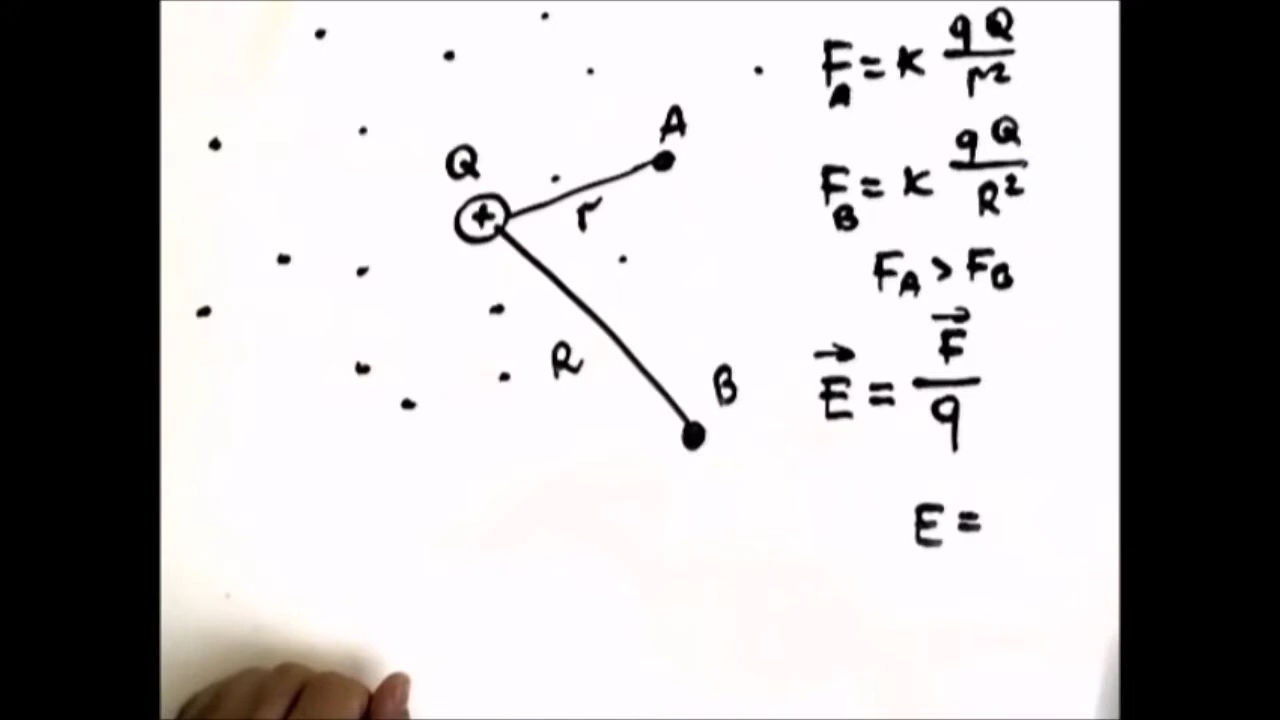 Q
+
A
r
R
B
F_A = K qQ/r²
F_B = K qQ/R²
F_A > F_B
E⃗ = F⃗/q
E =